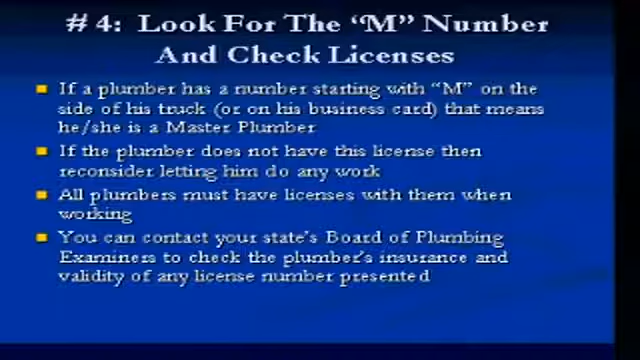 # 4: Look For The “M” Number
And Check Licenses
If a plumber has a number starting with “M” on the
side of his truck (or on his business card) that means
he/she is a Master Plumber
If the plumber does not have this license then
reconsider letting him do any work
All plumbers must have licenses with them when
working
You can contact your state's Board of Plumbing
Examiners to check the plumber's insurance and
validity of any license number presented